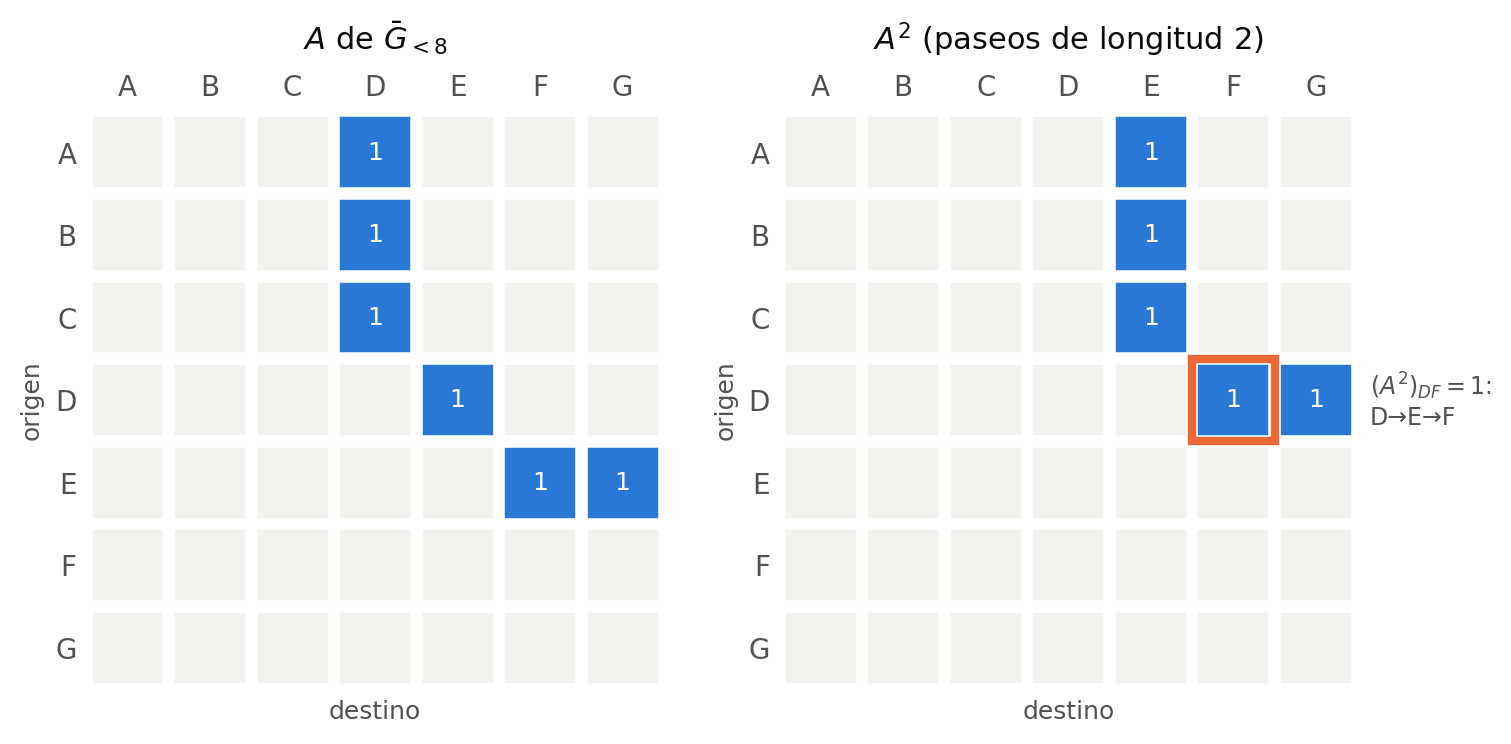 A de Ḡ<8
A B C D E F G
origen
A 1
B 1
C 1
D 1
E 1 1
F
G
destino
A² (paseos de longitud 2)
A B C D E F G
origen
A 1
B 1
C 1
D 1 1
E
F
G
destino
(A²)DF = 1:
D→E→F